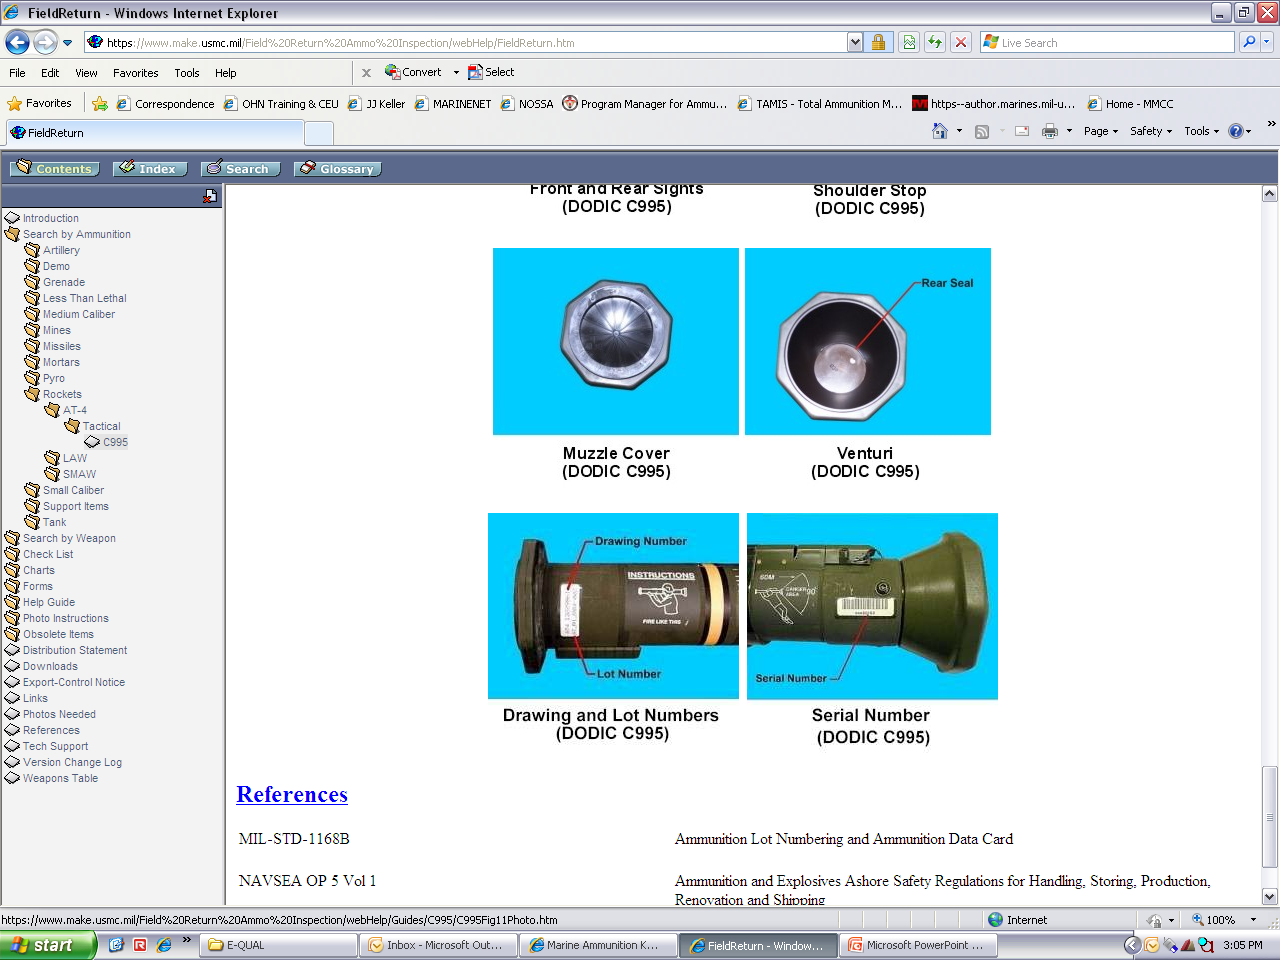 FieldReturn - Windows Internet Explorer
https://www.make.usmc.mil/Field%20Return%20Ammo%20Inspection/webHelp/FieldReturn.htm
Live Search
File Edit View Favorites Tools Help
x Convert Select
Favorites Correspondence OHN Training & CEU JJ Keller MARINENET NOSSA Program Manager for Ammu... TAMIS - Total Ammunition M... https--author.marines.mil-u... Home - MMCC
FieldReturn
Page Safety Tools
Contents Index Search Glossary
Introduction
Search by Ammunition
Artillery
Demo
Grenade
Less Than Lethal
Medium Caliber
Mines
Missiles
Mortars
Pyro
Rockets
AT-4
Tactical
C995
LAW
SMAW
Small Caliber
Support Items
Tank
Search by Weapon
Check List
Charts
Forms
Help Guide
Photo Instructions
Obsolete Items
Distribution Statement
Downloads
Export-Control Notice
Links
Photos Needed
References
Tech Support
Version Change Log
Weapons Table
Front and Rear Sights
(DODIC C995)
Shoulder Stop
(DODIC C995)
Rear Seal
Muzzle Cover
(DODIC C995)
Venturi
(DODIC C995)
Drawing Number
INSTRUCTIONS
FIRE LIKE THIS
Lot Number
60M
DANGER
AREA
90°
Serial Number
Drawing and Lot Numbers
(DODIC C995)
Serial Number
(DODIC C995)
References
MIL-STD-1168B Ammunition Lot Numbering and Ammunition Data Card
NAVSEA OP 5 Vol 1 Ammunition and Explosives Ashore Safety Regulations for Handling, Storing, Production,
Renovation and Shipping
https://www.make.usmc.mil/Field%20Return%20Ammo%20Inspection/webHelp/Guides/C995/C995Fig11Photo.htm
Internet
100%
start
E-QUAL
Inbox - Microsoft Out...
Marine Ammunition K...
FieldReturn - Window...
Microsoft PowerPoint ...
3:05 PM